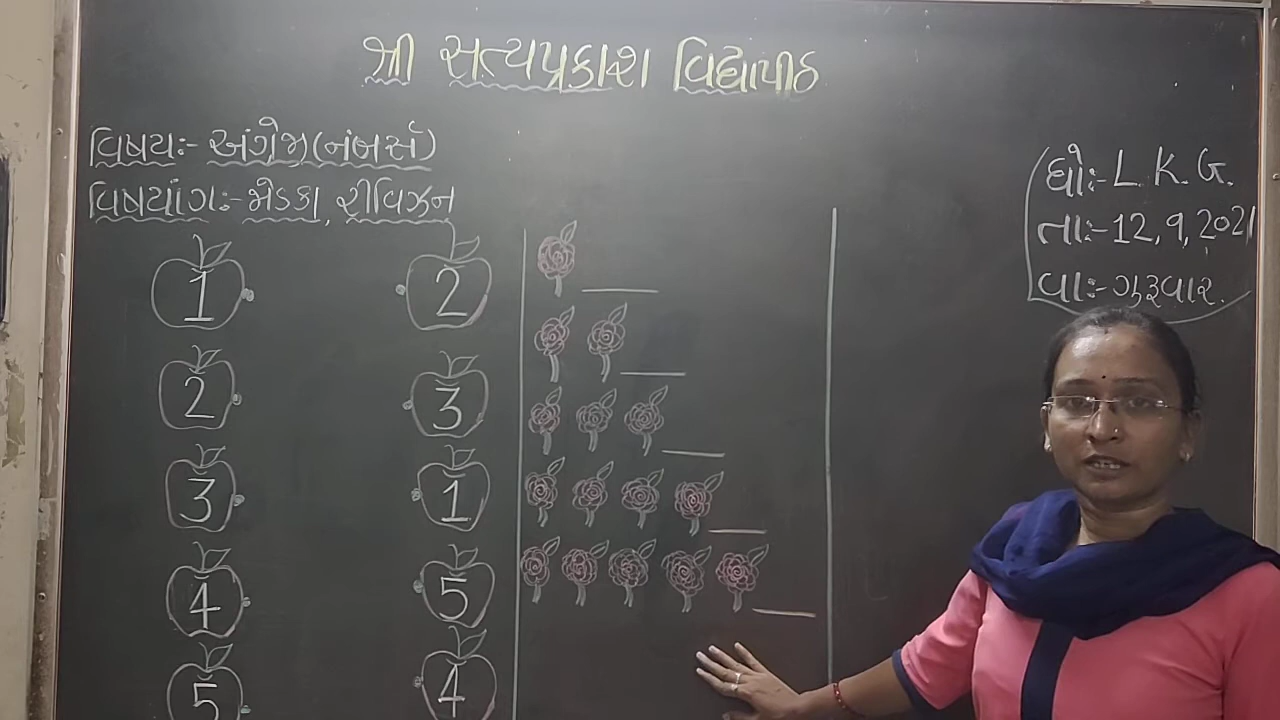 શ્રી સત્યપ્રકાશ વિદ્યાપીઠ
વિષય:- અંગ્રેજી(નંબર્સ)
વિષયાંગ:- જોડકા, રીવિઝન
ધો:- L. K. G.
તા:- 12, 9, 2021
વા:- ગુરૂવાર.
1 2
2 3
3 1
4 5
5 4